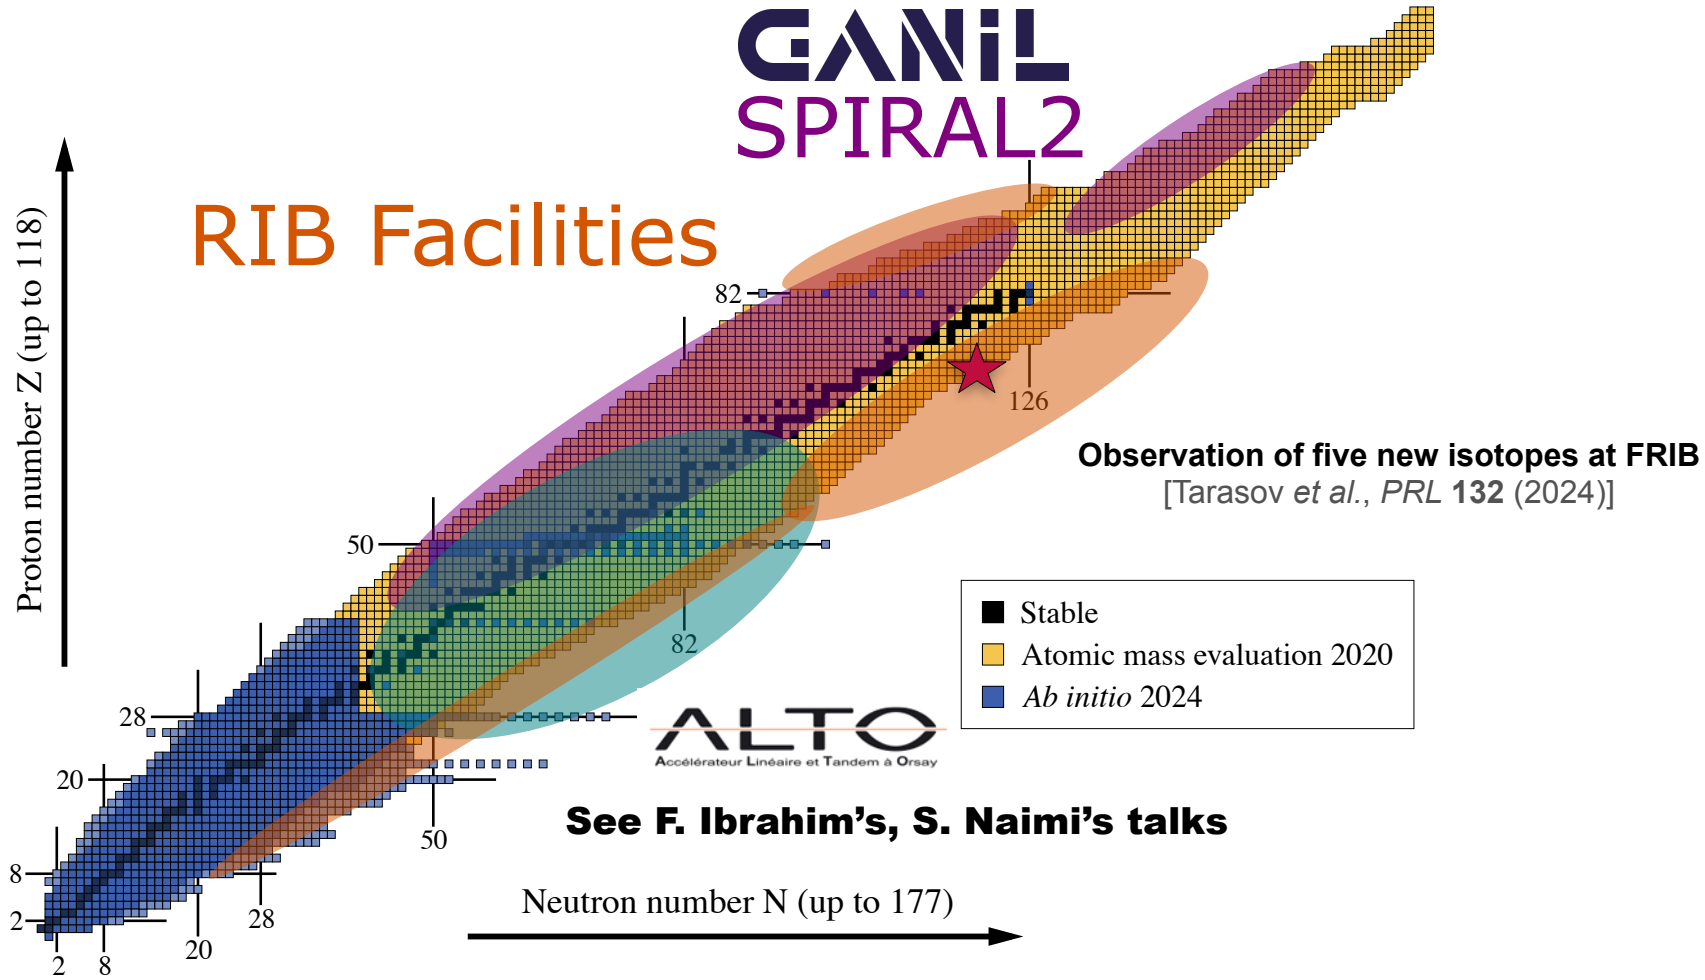 GANIL
SPIRAL2
RIB Facilities
Proton number Z (up to 118)
82
126
Observation of five new isotopes at FRIB
[Tarasov et al., PRL 132 (2024)]
50
Stable
Atomic mass evaluation 2020
Ab initio 2024
82
28
ALTO
Accélérateur Linéaire et Tandem à Orsay
20
See F. Ibrahim's, S. Naimi's talks
50
8
Neutron number N (up to 177)
28
2
20
2
8